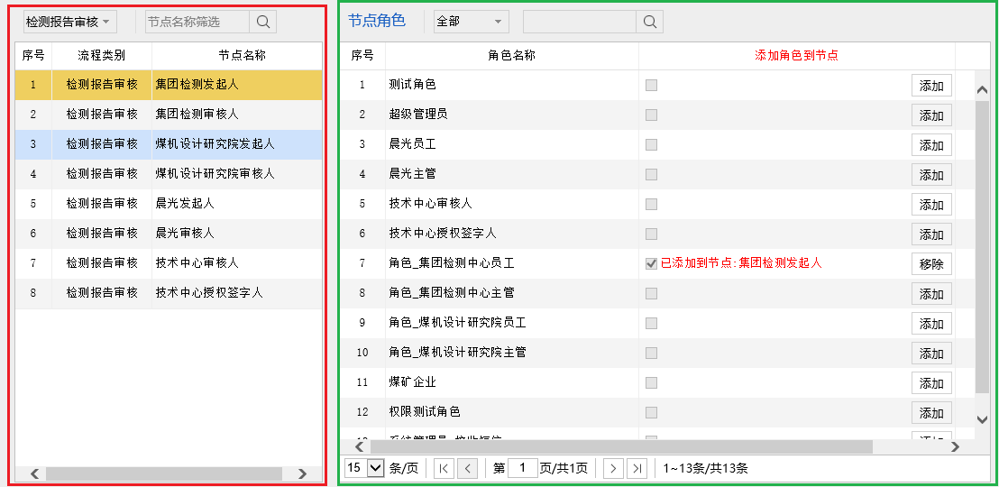 检测报告审核 节点名称筛选
序号 流程类别 节点名称
1 检测报告审核 集团检测发起人
2 检测报告审核 集团检测审核人
3 检测报告审核 煤机设计研究院发起人
4 检测报告审核 煤机设计研究院审核人
5 检测报告审核 晨光发起人
6 检测报告审核 晨光审核人
7 检测报告审核 技术中心审核人
8 检测报告审核 技术中心授权签字人
节点角色 全部
序号 角色名称 添加角色到节点
1 测试角色 添加
2 超级管理员 添加
3 晨光员工 添加
4 晨光主管 添加
5 技术中心审核人 添加
6 技术中心授权签字人 添加
7 角色_集团检测中心员工 已添加到节点:集团检测发起人 移除
8 角色_集团检测中心主管 添加
9 角色_煤机设计研究院员工 添加
10 角色_煤机设计研究院主管 添加
11 煤矿企业 添加
12 权限测试角色 添加
15 条/页 第 1 页/共1页 1~13条/共13条